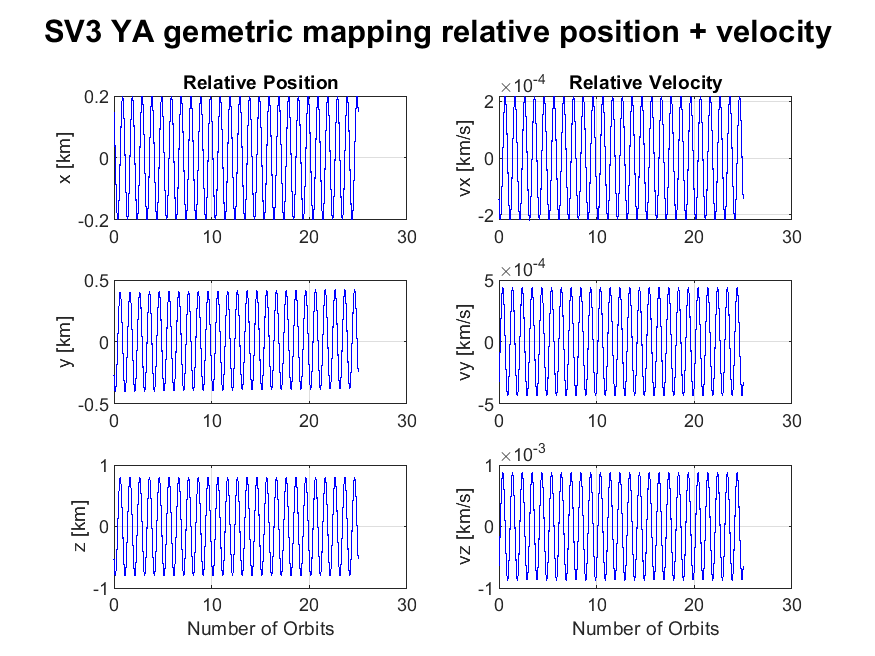 SV3 YA gemetric mapping relative position + velocity
Relative Position
x [km]
0.2
0
-0.2
0 10 20 30
Relative Velocity
×10-4
vx [km/s]
2
0
-2
0 10 20 30
y [km]
0.5
0
-0.5
0 10 20 30
×10-4
vy [km/s]
5
0
-5
0 10 20 30
z [km]
1
0
-1
0 10 20 30
Number of Orbits
×10-3
vz [km/s]
1
0
-1
0 10 20 30
Number of Orbits